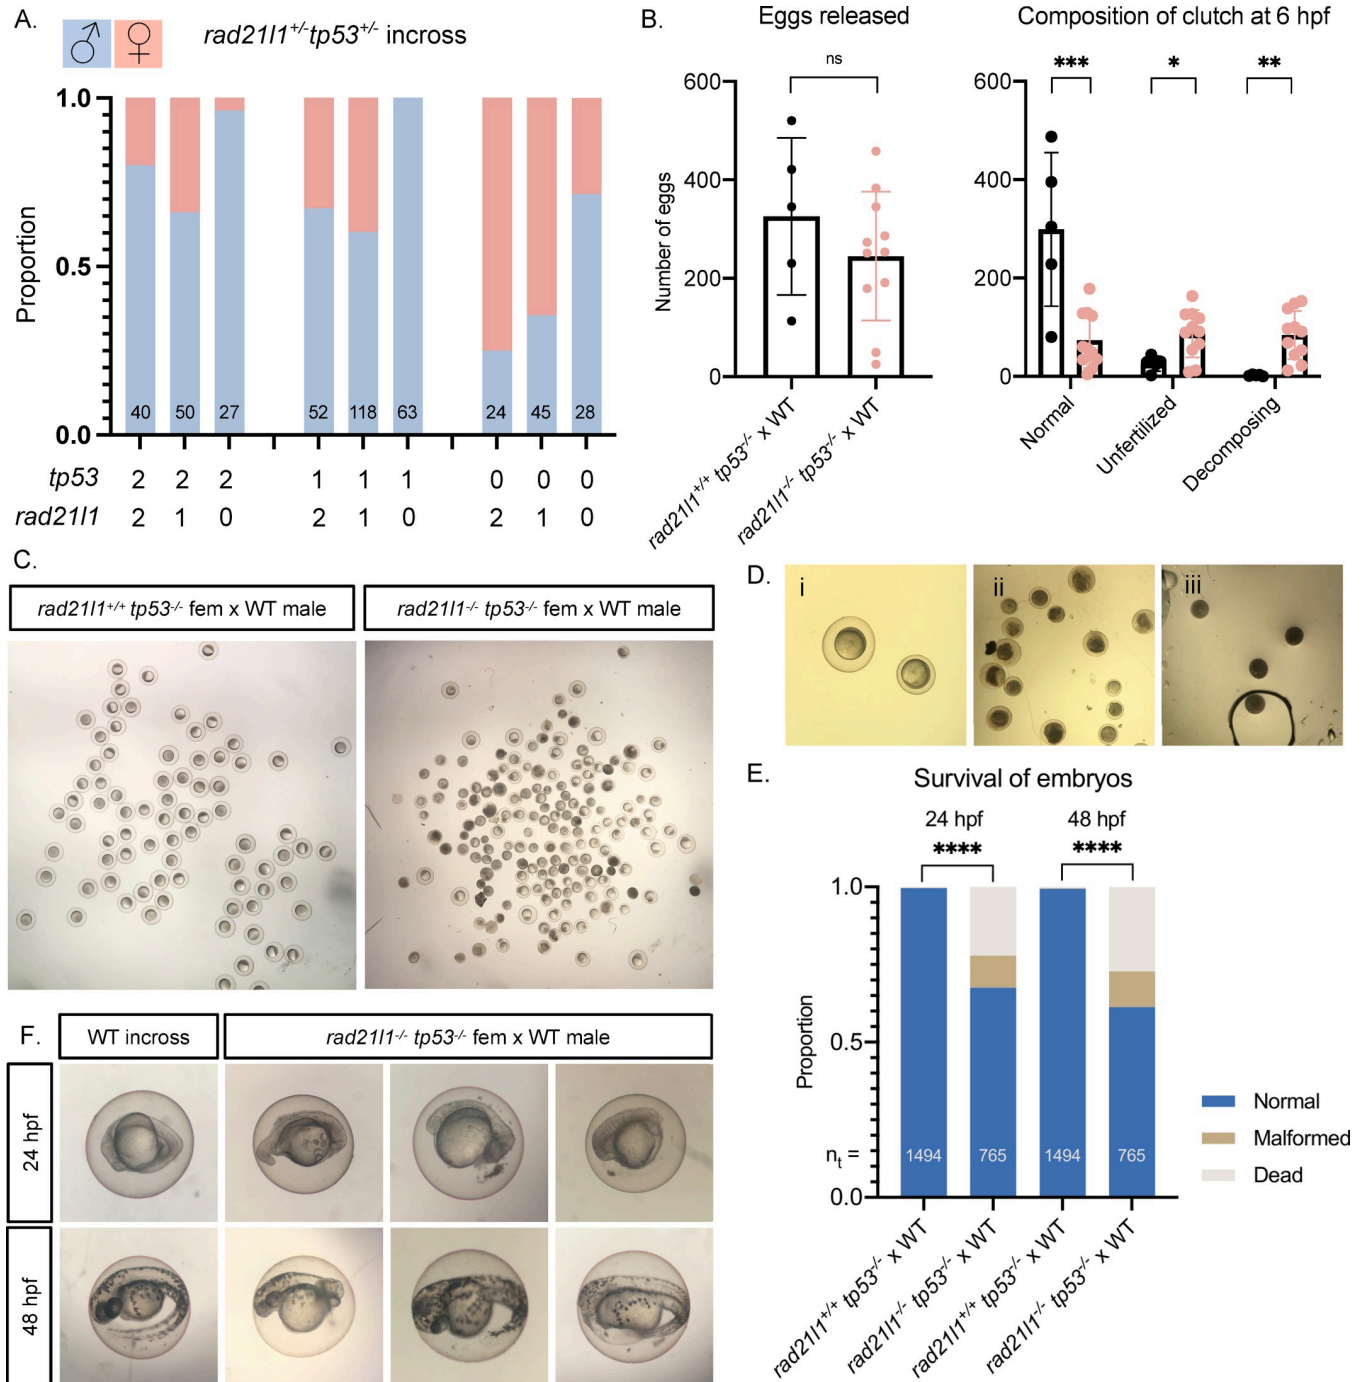 A.
♂ ♀
rad21l1+/-tp53+/- incross
1.0
0.5
0.0
Proportion
40 50 27 52 118 63 24 45 28
tp53 2 2 2 1 1 1 0 0 0
rad21l1 2 1 0 2 1 0 2 1 0
B.
Eggs released
ns
600
400
200
0
Number of eggs
rad21l1+/+ tp53-/- x WT
rad21l1-/- tp53-/- x WT
Composition of clutch at 6 hpf
*** * **
600
400
200
0
Normal
Unfertilized
Decomposing
C.
rad21l1+/+ tp53-/- fem x WT male
rad21l1-/- tp53-/- fem x WT male
D.
i
ii
iii
E.
Survival of embryos
24 hpf 48 hpf
**** ****
1.0
0.5
0.0
Proportion
nt = 1494 765 1494 765
rad21l1+/+ tp53-/- x WT
rad21l1-/- tp53-/- x WT
rad21l1+/+ tp53-/- x WT
rad21l1-/- tp53-/- x WT
Normal
Malformed
Dead
F.
WT incross
rad21l1-/- tp53-/- fem x WT male
24 hpf
48 hpf